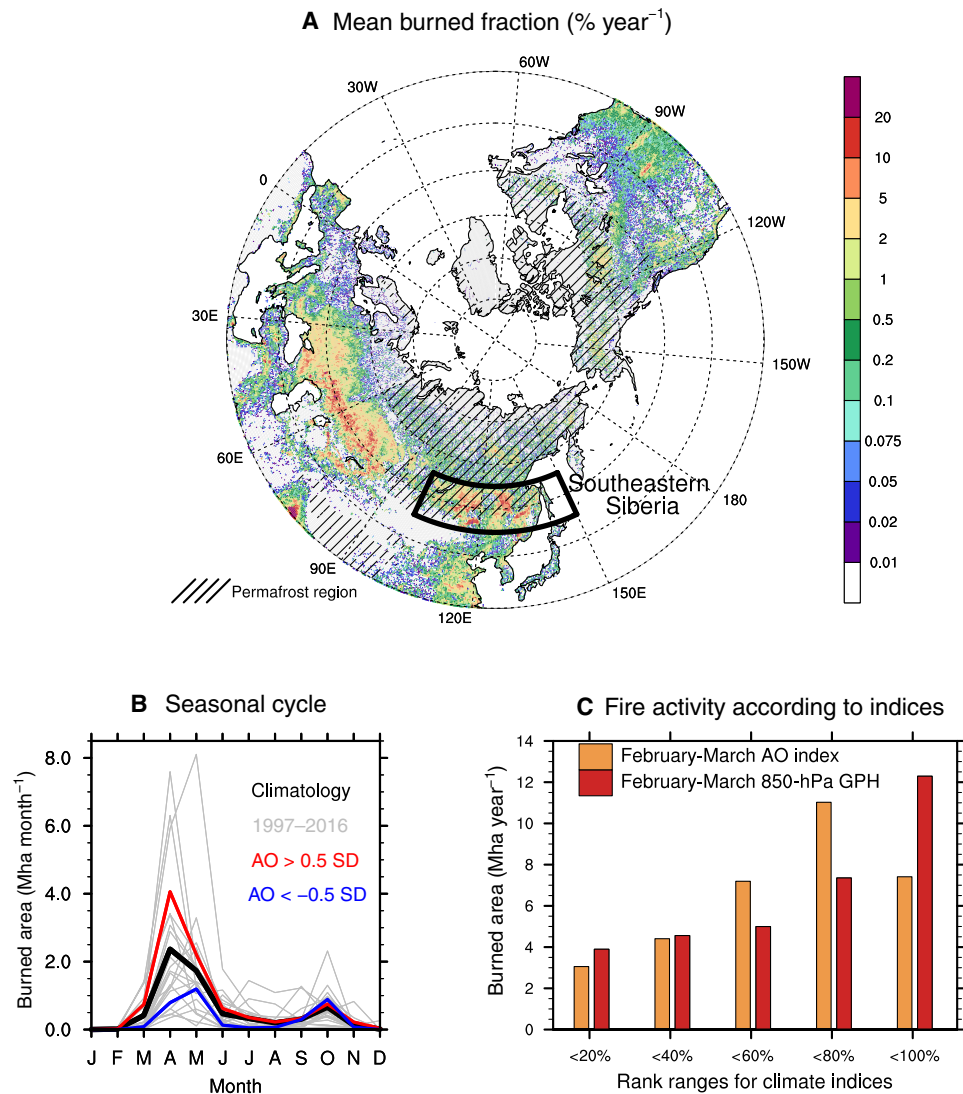 A Mean burned fraction (% year⁻¹)
60W
30W
90W
0
120W
30E
150W
60E
180
90E
150E
120E
Southeastern
Siberia
Permafrost region
20
10
5
2
1
0.5
0.2
0.1
0.075
0.05
0.02
0.01
B Seasonal cycle
Burned area (Mha month⁻¹)
8.0
6.0
4.0
2.0
0.0
Climatology
1997–2016
AO > 0.5 SD
AO < −0.5 SD
J F M A M J J A S O N D
Month
C Fire activity according to indices
Burned area (Mha year⁻¹)
14
12
10
8
6
4
2
0
February-March AO index
February-March 850-hPa GPH
<20% <40% <60% <80% <100%
Rank ranges for climate indices